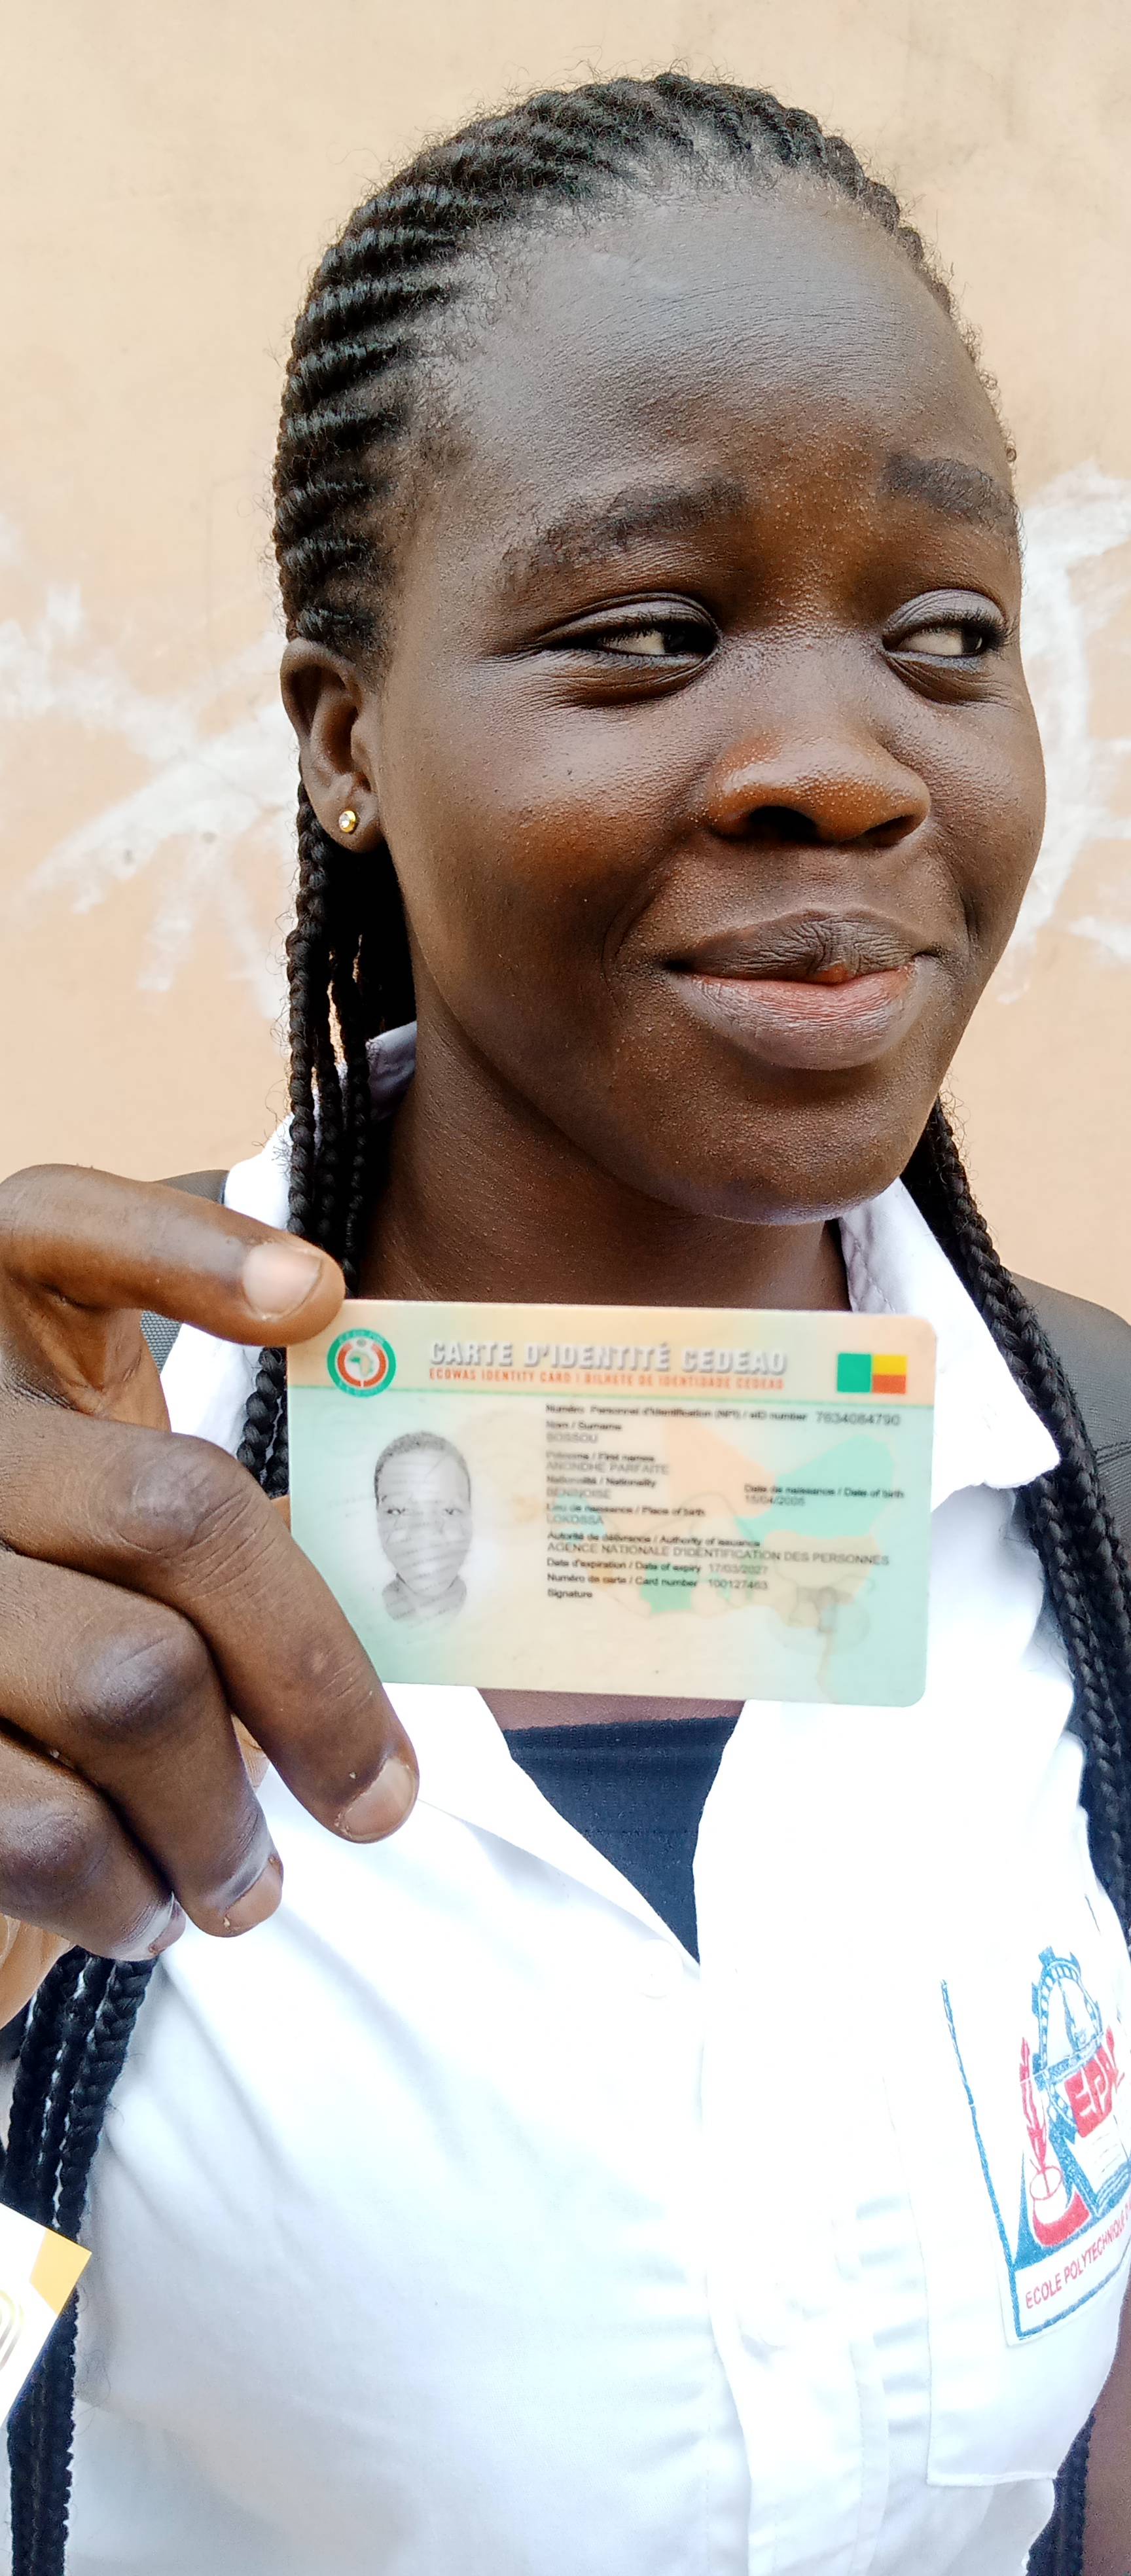 CARTE D'IDENTITÉ CEDEAO
ECOWAS IDENTITY CARD | BILHETE DE IDENTIDADE CEDEAO
Numéro Personnel d'Identification (NPI) / eID number 7634064790
Nom / Surname
BOSSOU
Prénoms / First names
PARFAITE
Nationalité / Nationality
BENINOISE
Date de naissance / Date of birth
15/04/2005
Lieu de naissance / Place of birth
LOKOSSA
Autorité de délivrance / Authority of issuance
AGENCE NATIONALE D'IDENTIFICATION DES PERSONNES
Date d'expiration / Date of expiry 17/03/2027
Numéro de carte / Card number 100127463
Signature
ECOLE POLYTECHNIQUE